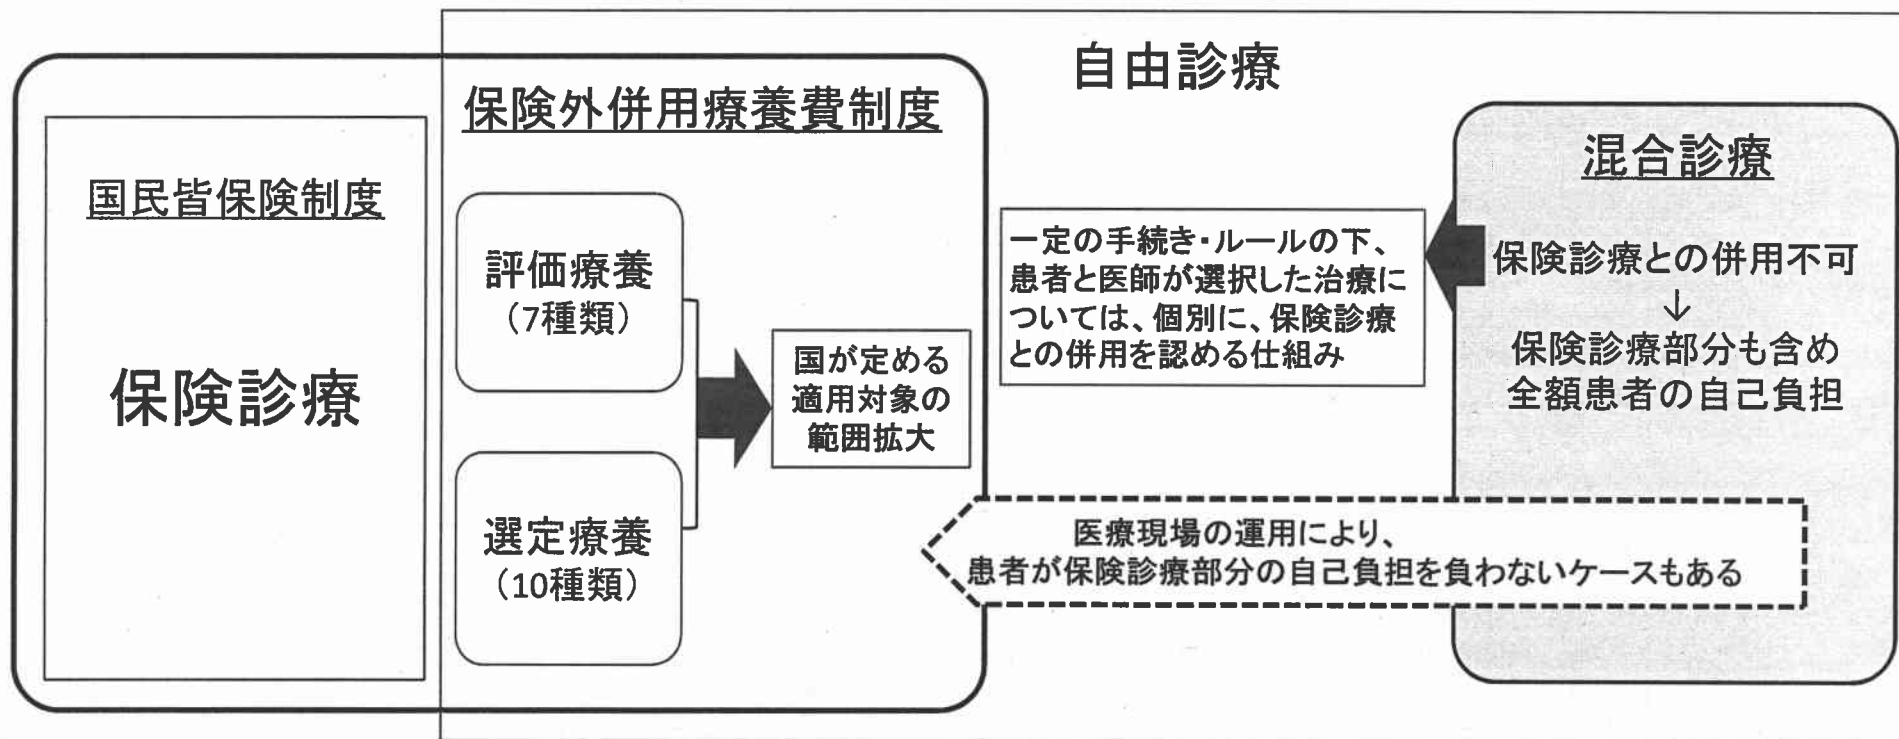 自由診療
保険外併用療養費制度
国民皆保険制度
保険診療
評価療養
（7種類）
選定療養
（10種類）
国が定める
適用対象の
範囲拡大
一定の手続き・ルールの下、
患者と医師が選択した治療に
ついては、個別に、保険診療
との併用を認める仕組み
混合診療
保険診療との併用不可
↓
保険診療部分も含め
全額患者の自己負担
医療現場の運用により、
患者が保険診療部分の自己負担を負わないケースもある